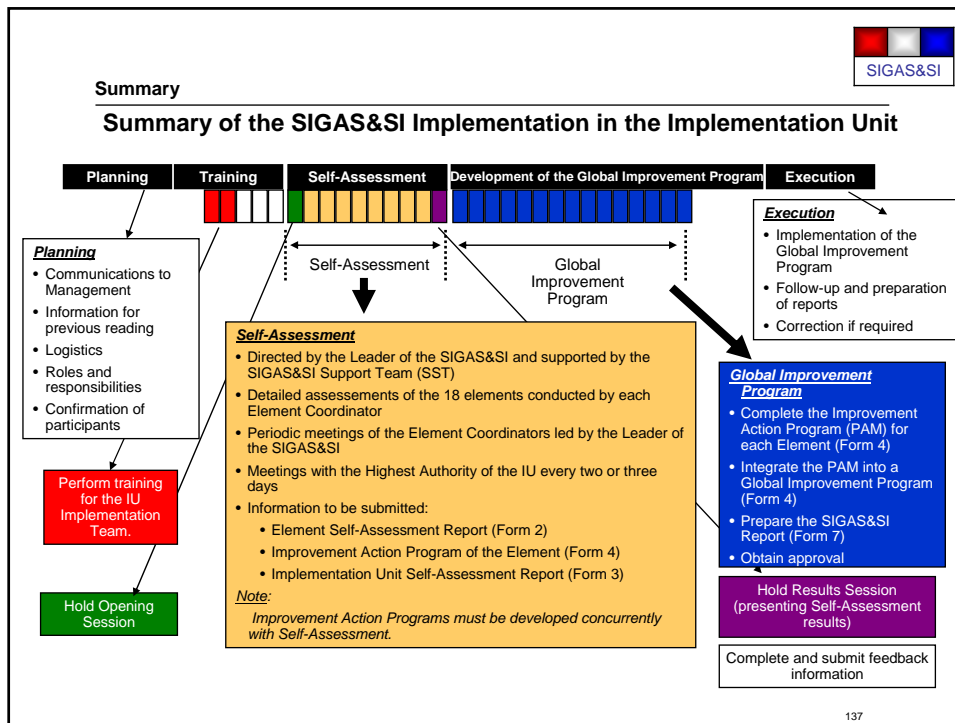 SIGAS&SI
Summary
Summary of the SIGAS&SI Implementation in the Implementation Unit
Planning
Training
Self-Assessment
Development of the Global Improvement Program
Execution
Self-Assessment
Global
Improvement
Program
Planning
• Communications to
Management
• Information for
previous reading
• Logistics
• Roles and
responsibilities
• Confirmation of
participants
Perform training
for the IU
Implementation
Team.
Hold Opening
Session
Self-Assessment
• Directed by the Leader of the SIGAS&SI and supported by the
SIGAS&SI Support Team (SST)
• Detailed assessements of the 18 elements conducted by each
Element Coordinator
• Periodic meetings of the Element Coordinators led by the Leader of
the SIGAS&SI
• Meetings with the Highest Authority of the IU every two or three
days
• Information to be submitted:
• Element Self-Assessment Report (Form 2)
• Improvement Action Program of the Element (Form 4)
• Implementation Unit Self-Assessment Report (Form 3)
Note:
Improvement Action Programs must be developed concurrently
with Self-Assessment.
Execution
• Implementation of the
Global Improvement
Program
• Follow-up and preparation
of reports
• Correction if required
Global Improvement
Program
• Complete the Improvement
Action Program (PAM) for
each Element (Form 4)
• Integrate the PAM into a
Global Improvement Program
(Form 4)
• Prepare the SIGAS&SI
Report (Form 7)
• Obtain approval
Hold Results Session
(presenting Self-Assessment
results)
Complete and submit feedback
information
137